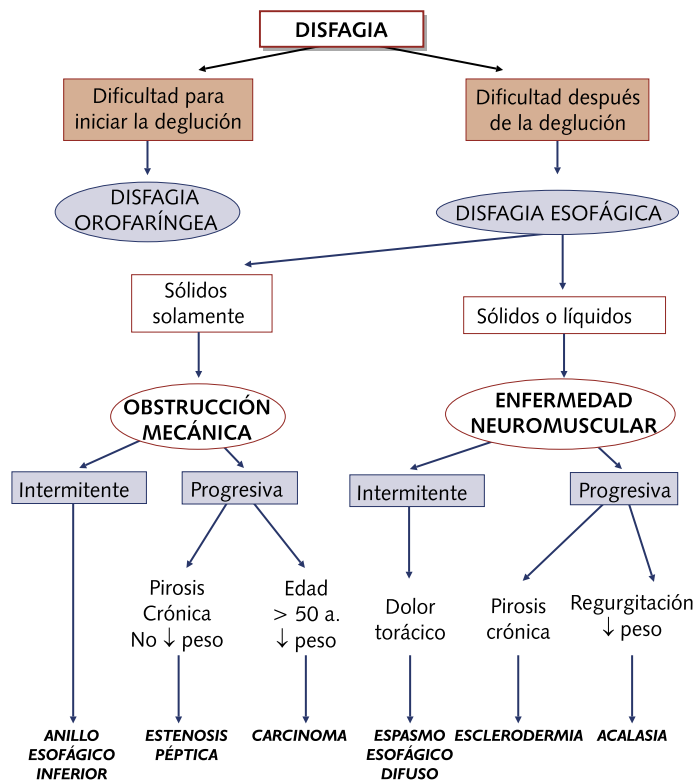 DISFAGIA
Dificultad para
iniciar la deglución
Dificultad después
de la deglución
DISFAGIA
OROFARÍNGEA
DISFAGIA ESOFÁGICA
Sólidos
solamente
Sólidos o líquidos
OBSTRUCCIÓN
MECÁNICA
ENFERMEDAD
NEUROMUSCULAR
Intermitente
Progresiva
Intermitente
Progresiva
Pirosis
Crónica
No ↓ peso
Edad
> 50 a.
↓ peso
Dolor
torácico
Pirosis
crónica
Regurgitación
↓ peso
ANILLO
ESOFÁGICO
INFERIOR
ESTENOSIS
PÉPTICA
CARCINOMA
ESPASMO
ESOFÁGICO
DIFUSO
ESCLERODERMIA
ACALASIA